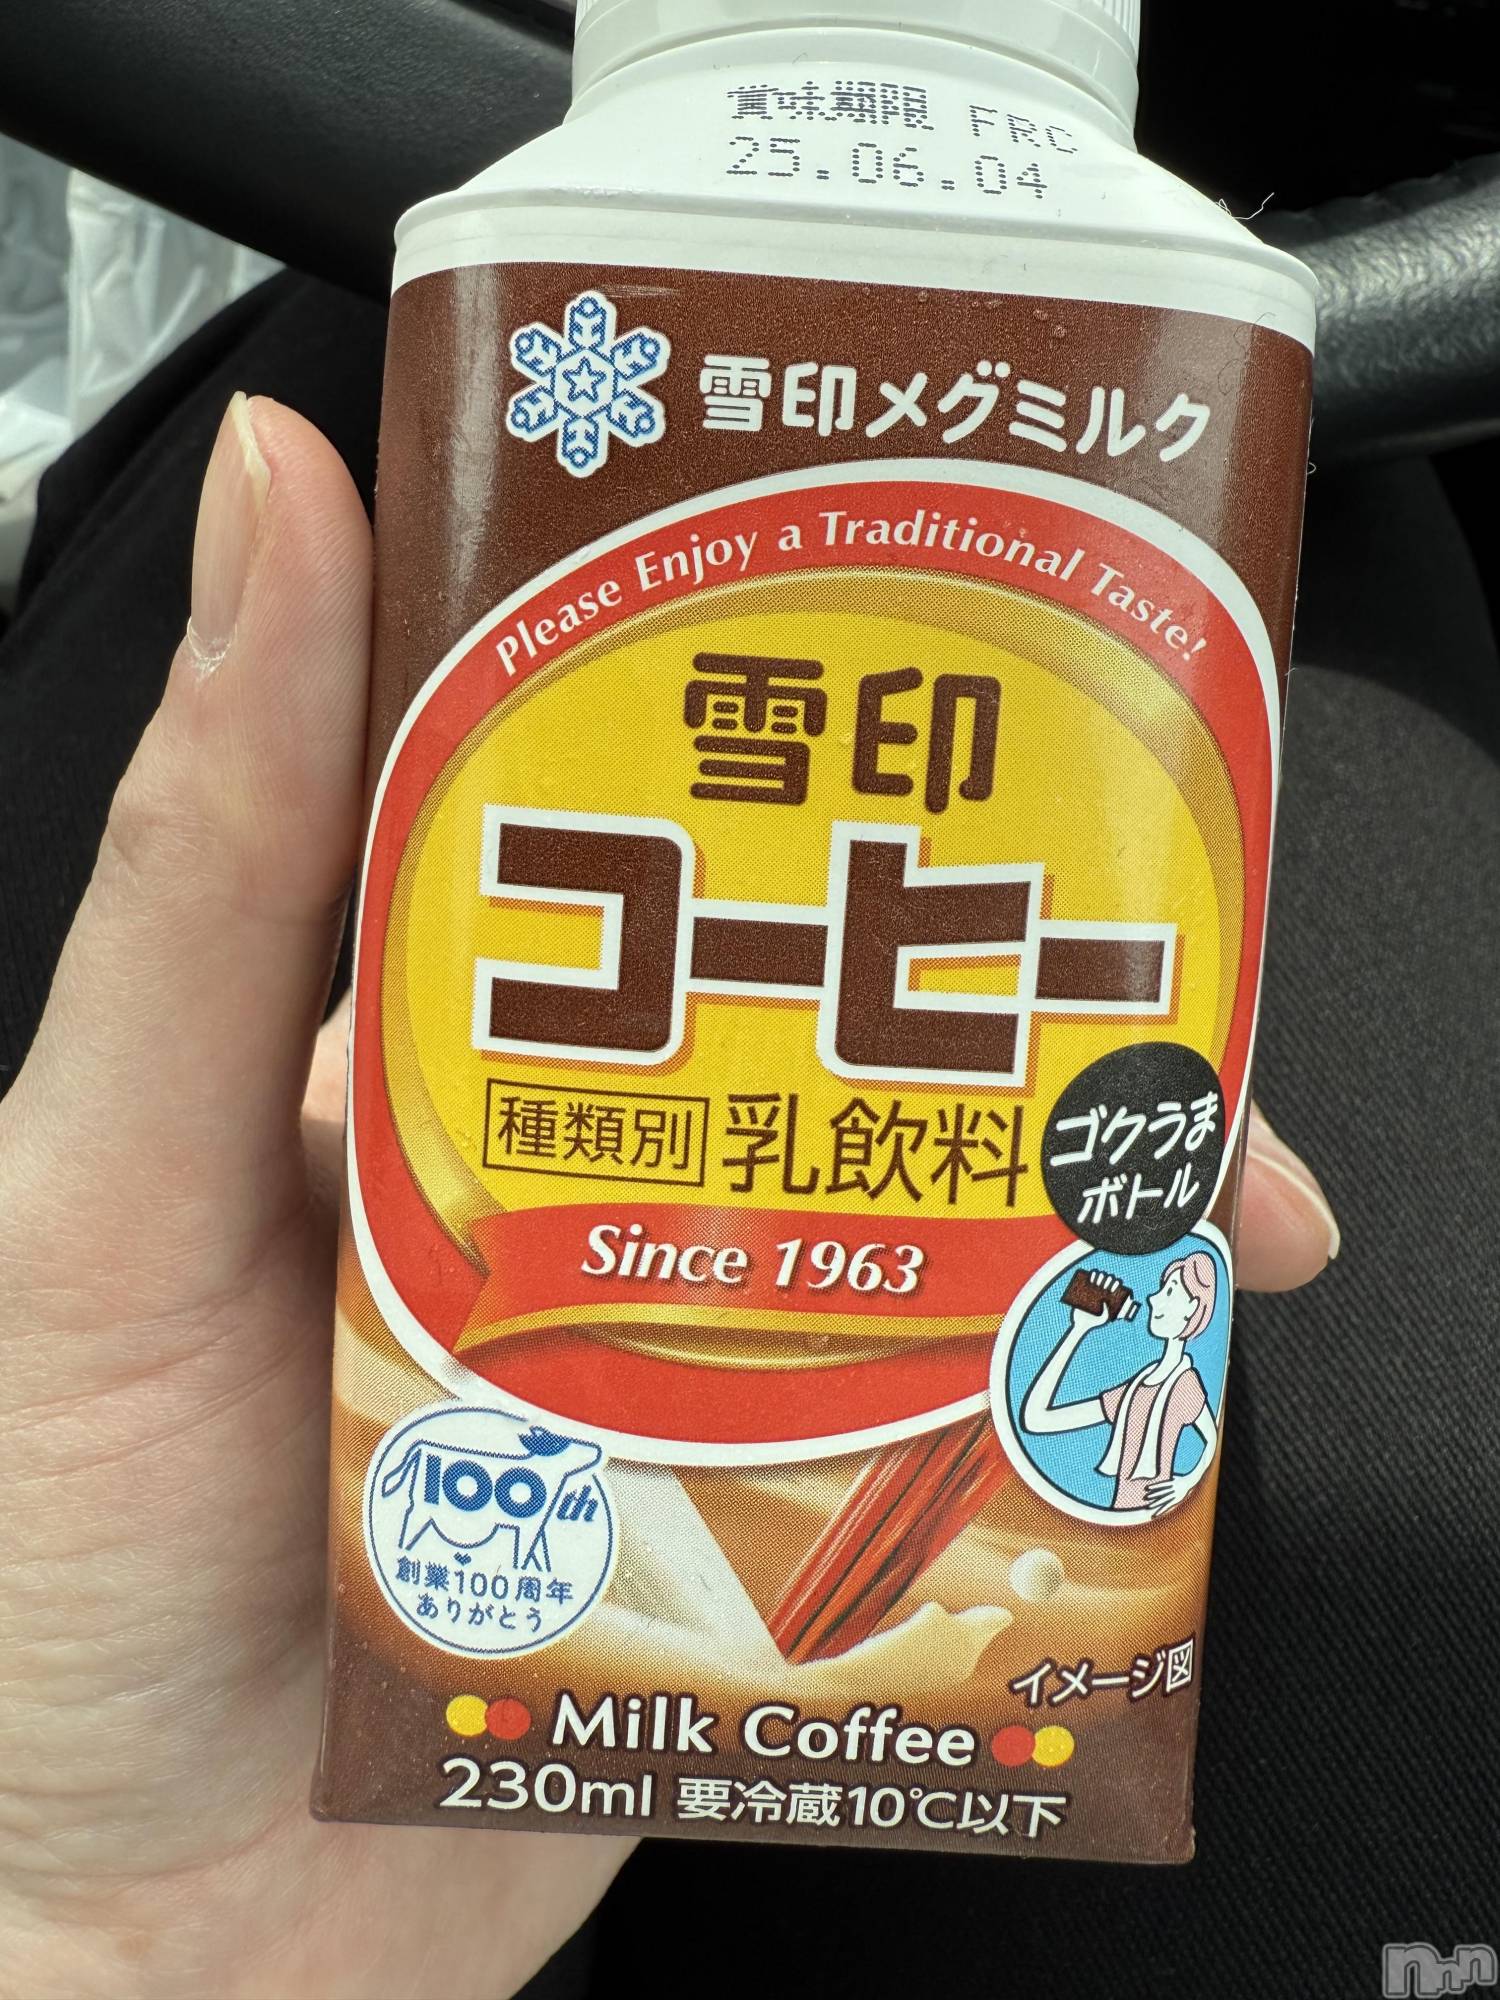 賞味期限 FRC
25.06.04
雪印メグミルク
Please Enjoy a Traditional Taste!
雪印
コーヒー
種類別 乳飲料
ゴクうま
ボトル
Since 1963
100th
創業100周年
ありがとう
イメージ図
Milk Coffee
230ml 要冷蔵10℃以下